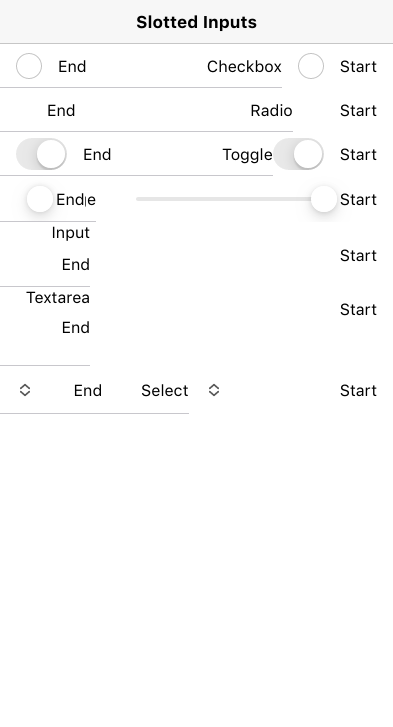 Slotted Inputs
End Checkbox Start
End Radio Start
End Toggle Start
End Start
Input
End Start
Textarea
End Start
End Select Start